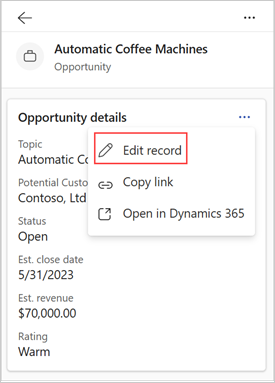 Automatic Coffee Machines
Opportunity
Opportunity details
Edit record
Copy link
Open in Dynamics 365
Topic
Automatic Co
Potential Custo
Contoso, Ltd
Status
Open
Est. close date
5/31/2023
Est. revenue
$70,000.00
Rating
Warm